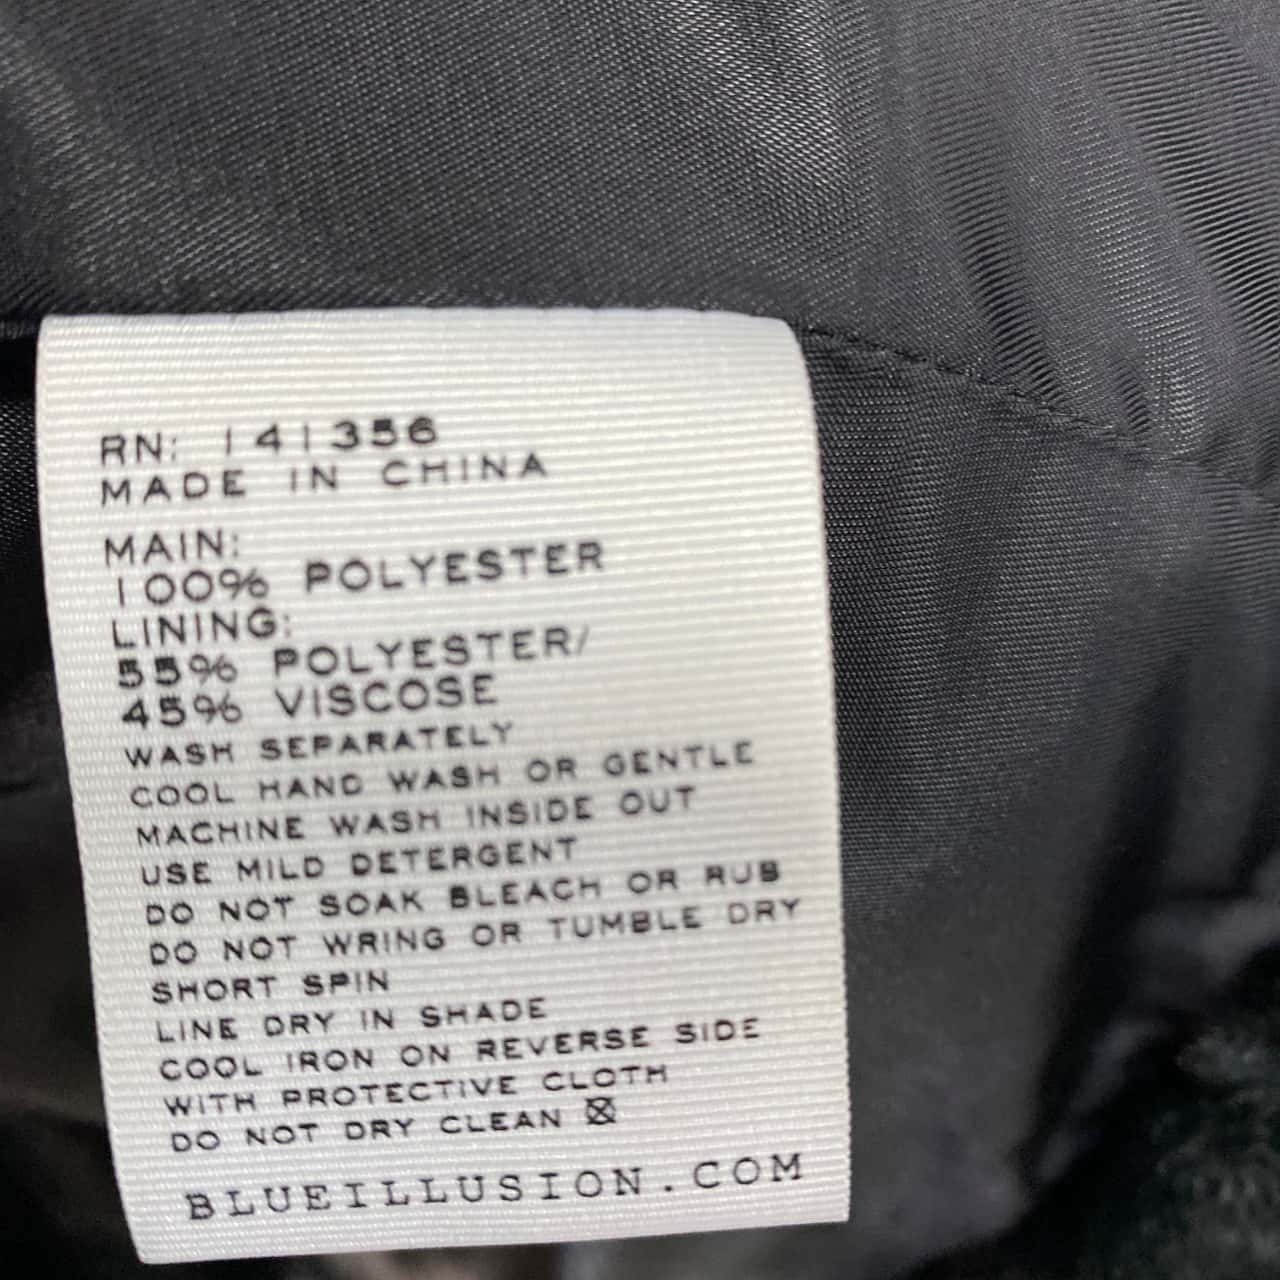 RN: 141356
MADE IN CHINA
MAIN:
100% POLYESTER
LINING:
55% POLYESTER/
45% VISCOSE
WASH SEPARATELY
COOL HAND WASH OR GENTLE
MACHINE WASH INSIDE OUT
USE MILD DETERGENT
DO NOT SOAK BLEACH OR RUB
DO NOT WRING OR TUMBLE DRY
SHORT SPIN
LINE DRY IN SHADE
COOL IRON ON REVERSE SIDE
WITH PROTECTIVE CLOTH
DO NOT DRY CLEAN
BLUEILLUSION.COM